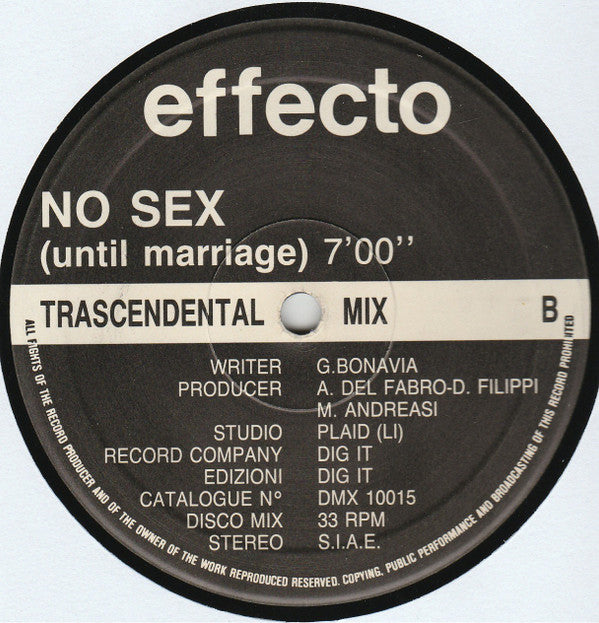 effecto
NO SEX
(until marriage) 7'00''
TRASCENDENTAL MIX B
WRITER G.BONAVIA
PRODUCER A. DEL FABRO-D. FILIPPI
M. ANDREASI
STUDIO PLAID (LI)
RECORD COMPANY DIG IT
EDIZIONI DIG IT
CATALOGUE Nº DMX 10015
DISCO MIX 33 RPM
STEREO S.I.A.E.
ALL RIGHTS OF THE RECORD PRODUCER AND OF THE OWNER OF THE WORK REPRODUCED RESERVED. COPYING, PUBLIC PERFORMANCE AND BROADCASTING OF THIS RECORD PROHIBITED